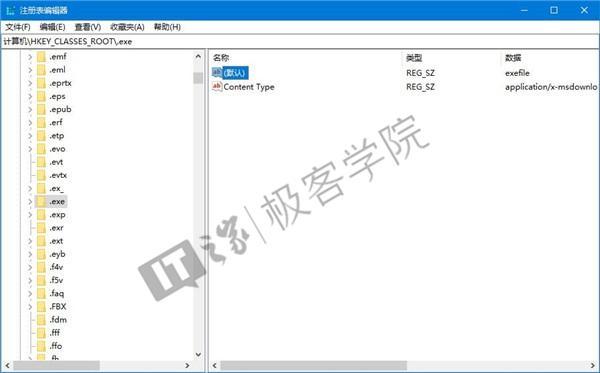 注册表编辑器
文件(F) 编辑(E) 查看(V) 收藏夹(A) 帮助(H)
计算机\HKEY_CLASSES_ROOT\.exe
.emf
.eml
.eprtx
.eps
.epub
.erf
.etp
.evo
.evt
.evtx
.ex_
.exe
.exp
.exr
.ext
.eyb
.f4v
.f5v
.faq
.FBX
.fdm
.fff
.ffo
.fh
名称 类型 数据
(默认) REG_SZ exefile
Content Type REG_SZ application/x-msdownlo
IT之家|极客学院